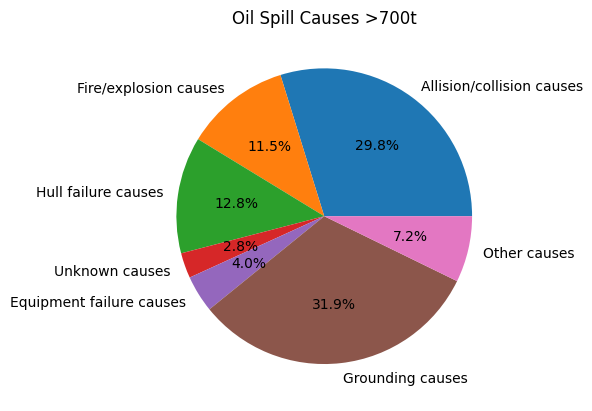 Oil Spill Causes >700t
Allision/collision causes
29.8%
Fire/explosion causes
11.5%
Hull failure causes
12.8%
Unknown causes
2.8%
Equipment failure causes
4.0%
Grounding causes
31.9%
Other causes
7.2%